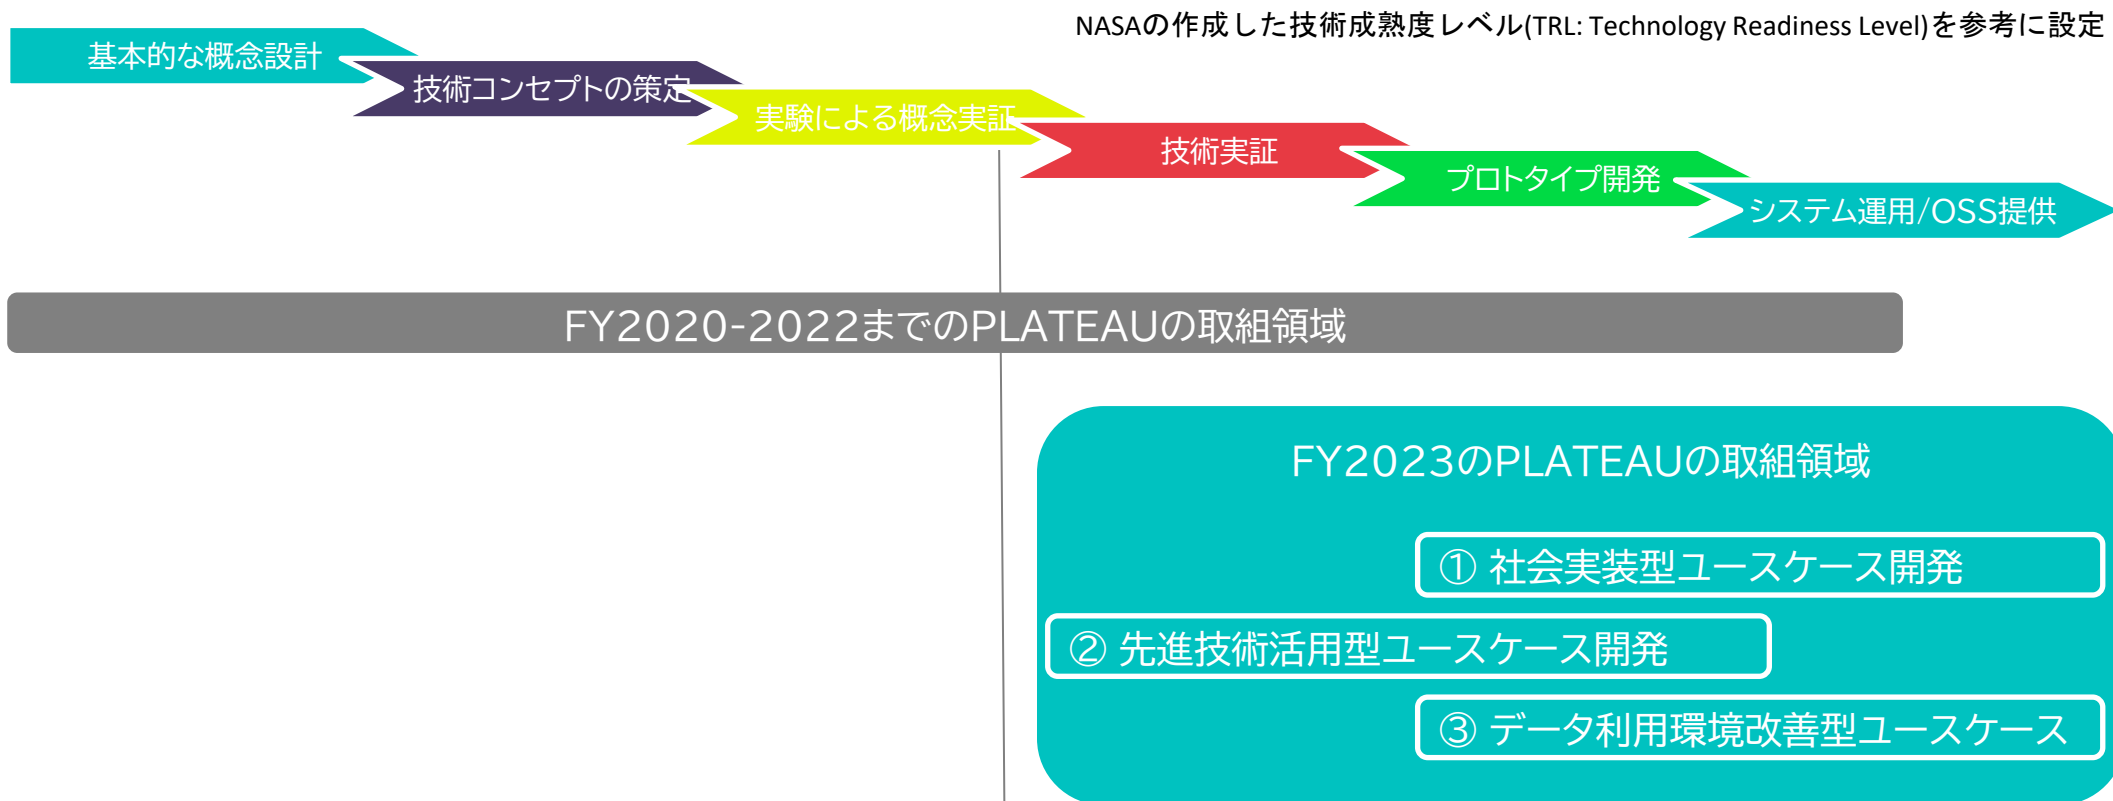 NASAの作成した技術成熟度レベル(TRL: Technology Readiness Level)を参考に設定
基本的な概念設計
技術コンセプトの策定
実験による概念実証
技術実証
プロトタイプ開発
システム運用/OSS提供
FY2020-2022までのPLATEAUの取組領域
FY2023のPLATEAUの取組領域
① 社会実装型ユースケース開発
② 先進技術活用型ユースケース開発
③ データ利用環境改善型ユースケース